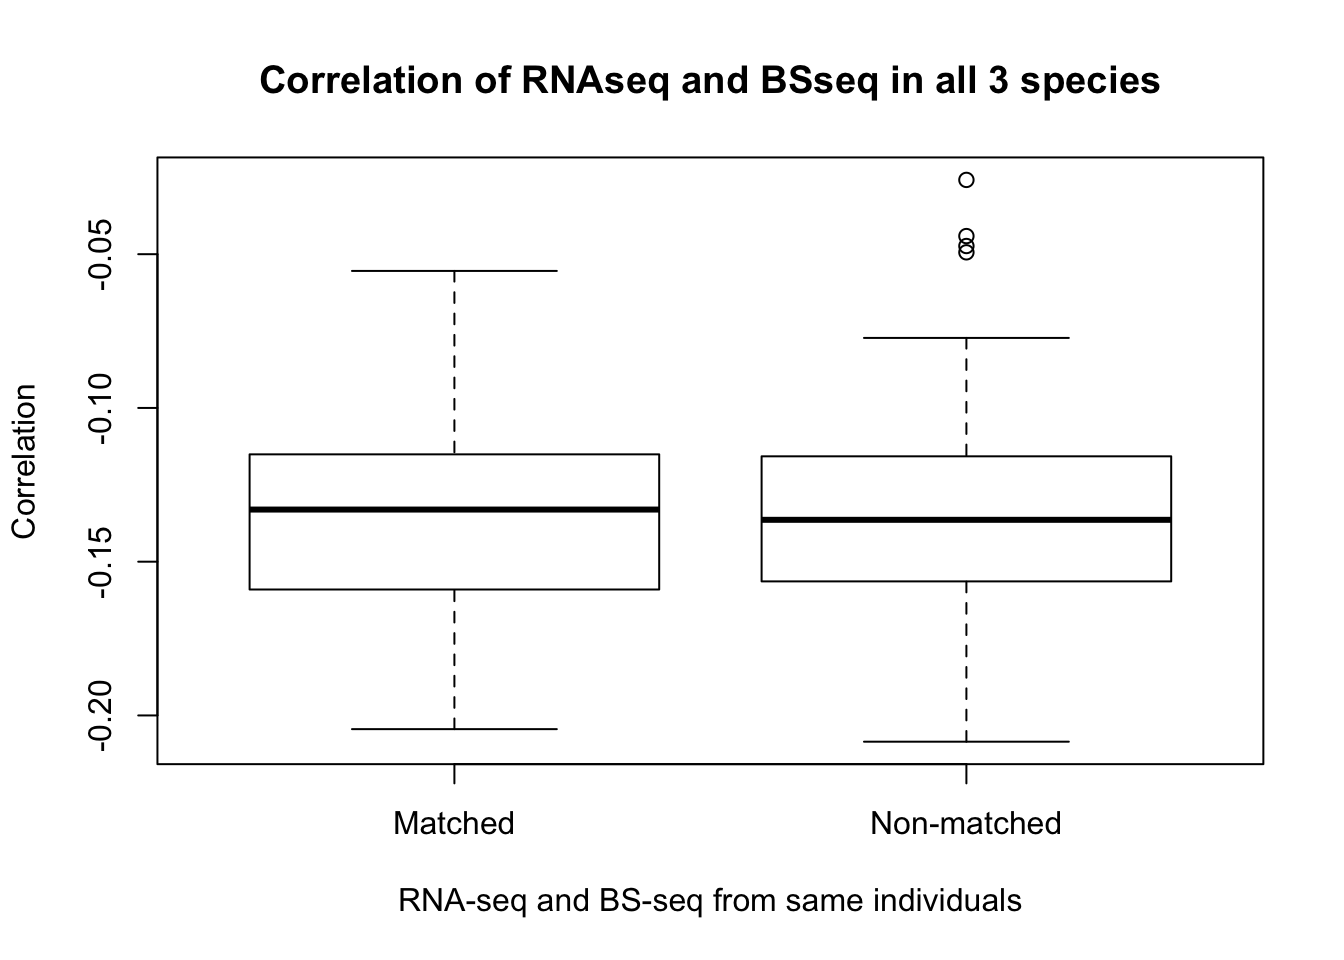 Correlation of RNAseq and BSseq in all 3 species
Correlation
-0.05
-0.10
-0.15
-0.20
Matched
Non-matched
RNA-seq and BS-seq from same individuals